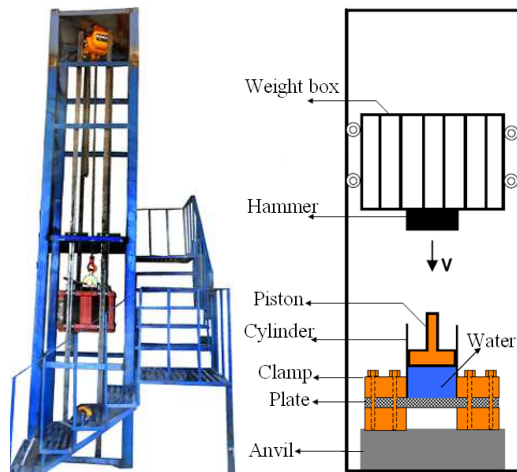 Weight box
Hammer
V
Piston
Cylinder
Water
Clamp
Plate
Anvil